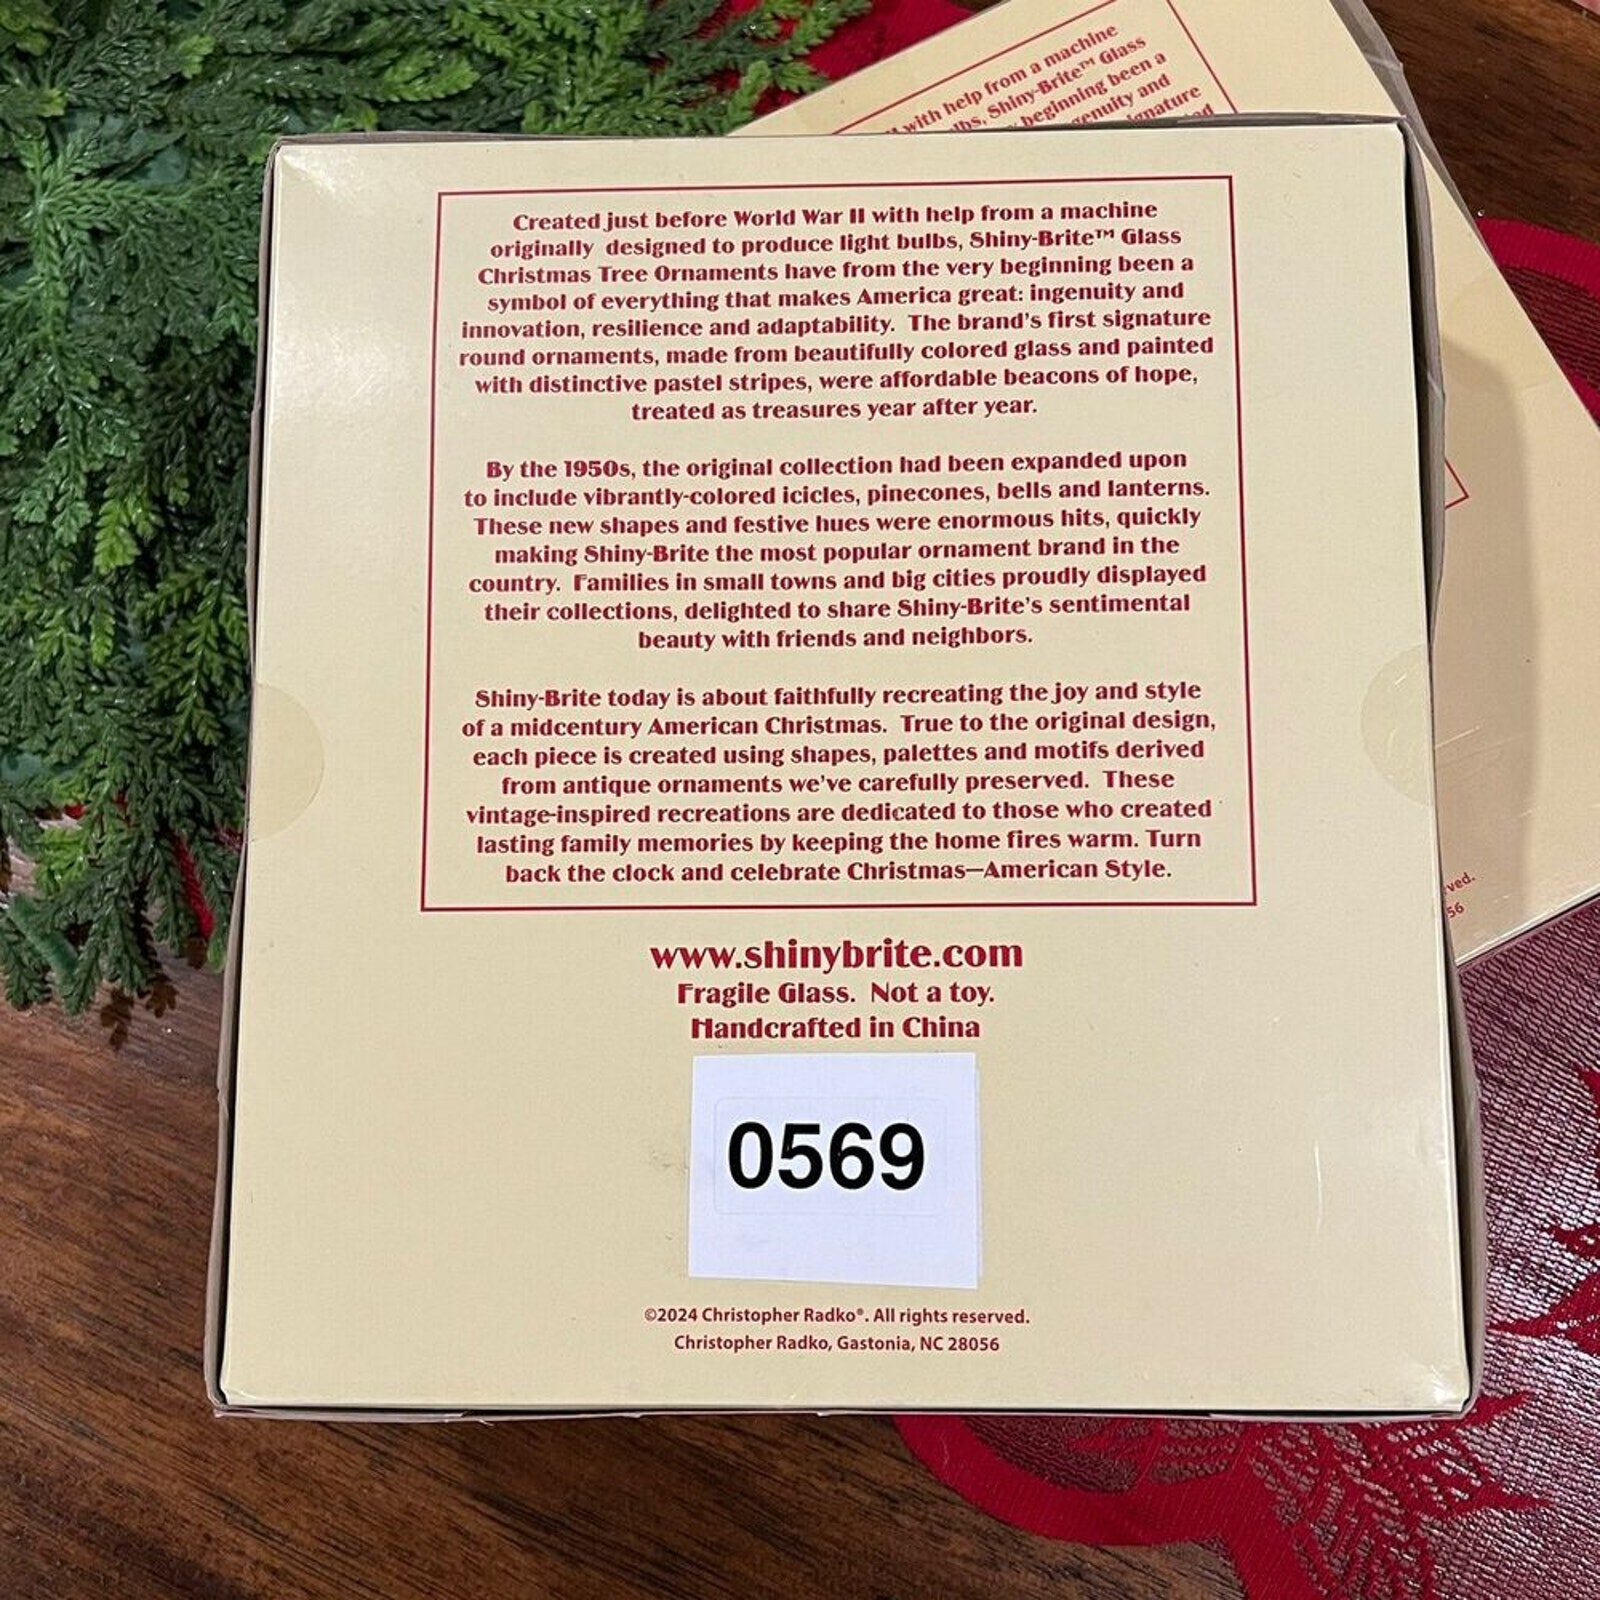 with help from a machine
Shiny-Brite™ Glass
beginning been a
and
Created just before World War II with help from a machine
originally designed to produce light bulbs, Shiny-Brite™ Glass
Christmas Tree Ornaments have from the very beginning been a
symbol of everything that makes America great: ingenuity and
innovation, resilience and adaptability. The brand's first signature
round ornaments, made from beautifully colored glass and painted
with distinctive pastel stripes, were affordable beacons of hope,
treated as treasures year after year.
By the 1950s, the original collection had been expanded upon
to include vibrantly-colored icicles, pinecones, bells and lanterns.
These new shapes and festive hues were enormous hits, quickly
making Shiny-Brite the most popular ornament brand in the
country. Families in small towns and big cities proudly displayed
their collections, delighted to share Shiny-Brite's sentimental
beauty with friends and neighbors.
Shiny-Brite today is about faithfully recreating the joy and style
of a midcentury American Christmas. True to the original design,
each piece is created using shapes, palettes and motifs derived
from antique ornaments we've carefully preserved. These
vintage-inspired recreations are dedicated to those who created
lasting family memories by keeping the home fires warm. Turn
back the clock and celebrate Christmas—American Style.
www.shinybrite.com
Fragile Glass. Not a toy.
Handcrafted in China
0569
©2024 Christopher Radko®. All rights reserved.
Christopher Radko, Gastonia, NC 28056